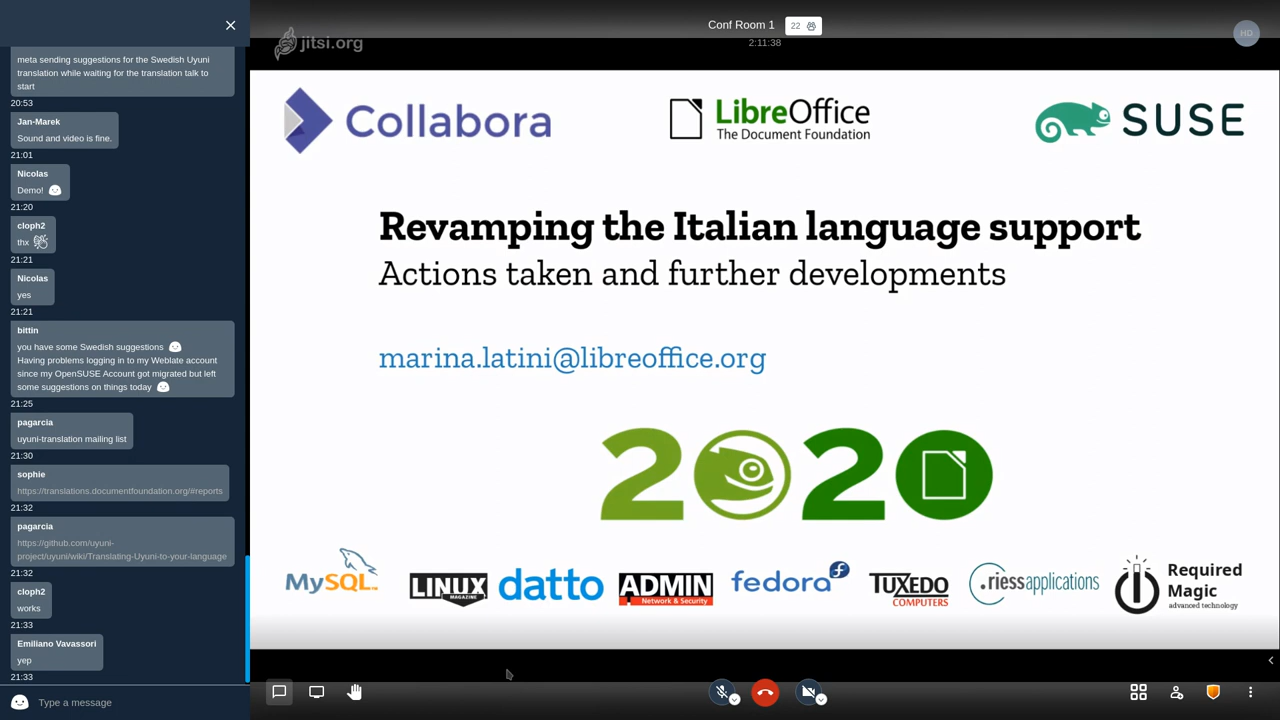 meta sending suggestions for the Swedish Uyuni
translation while waiting for the translation talk to
start
20:53
Jan-Marek
Sound and video is fine.
21:01
Nicolas
Demo!
21:20
cloph2
thx
21:21
Nicolas
yes
21:21
bittin
you have some Swedish suggestions
Having problems logging in to my Weblate account
since my OpenSUSE Account got migrated but left
some suggestions on things today
21:25
pagarcia
uyuni-translation mailing list
21:30
sophie
https://translations.documentfoundation.org/#reports
21:32
pagarcia
https://github.com/uyuni-
project/uyuni/wiki/Translating-Uyuni-to-your-language
21:32
cloph2
works
21:33
Emiliano Vavassori
yep
21:33
Type a message
jitsi.org
Conf Room 1 22
2:11:38
HD
Collabora
LibreOffice
The Document Foundation
SUSE
Revamping the Italian language support
Actions taken and further developments
marina.latini@libreoffice.org
2020
MySQL
LINUX
MAGAZINE
datto
ADMIN
Network & Security
fedora
TUXEDO
COMPUTERS
.riessapplications
Required
Magic
advanced technology